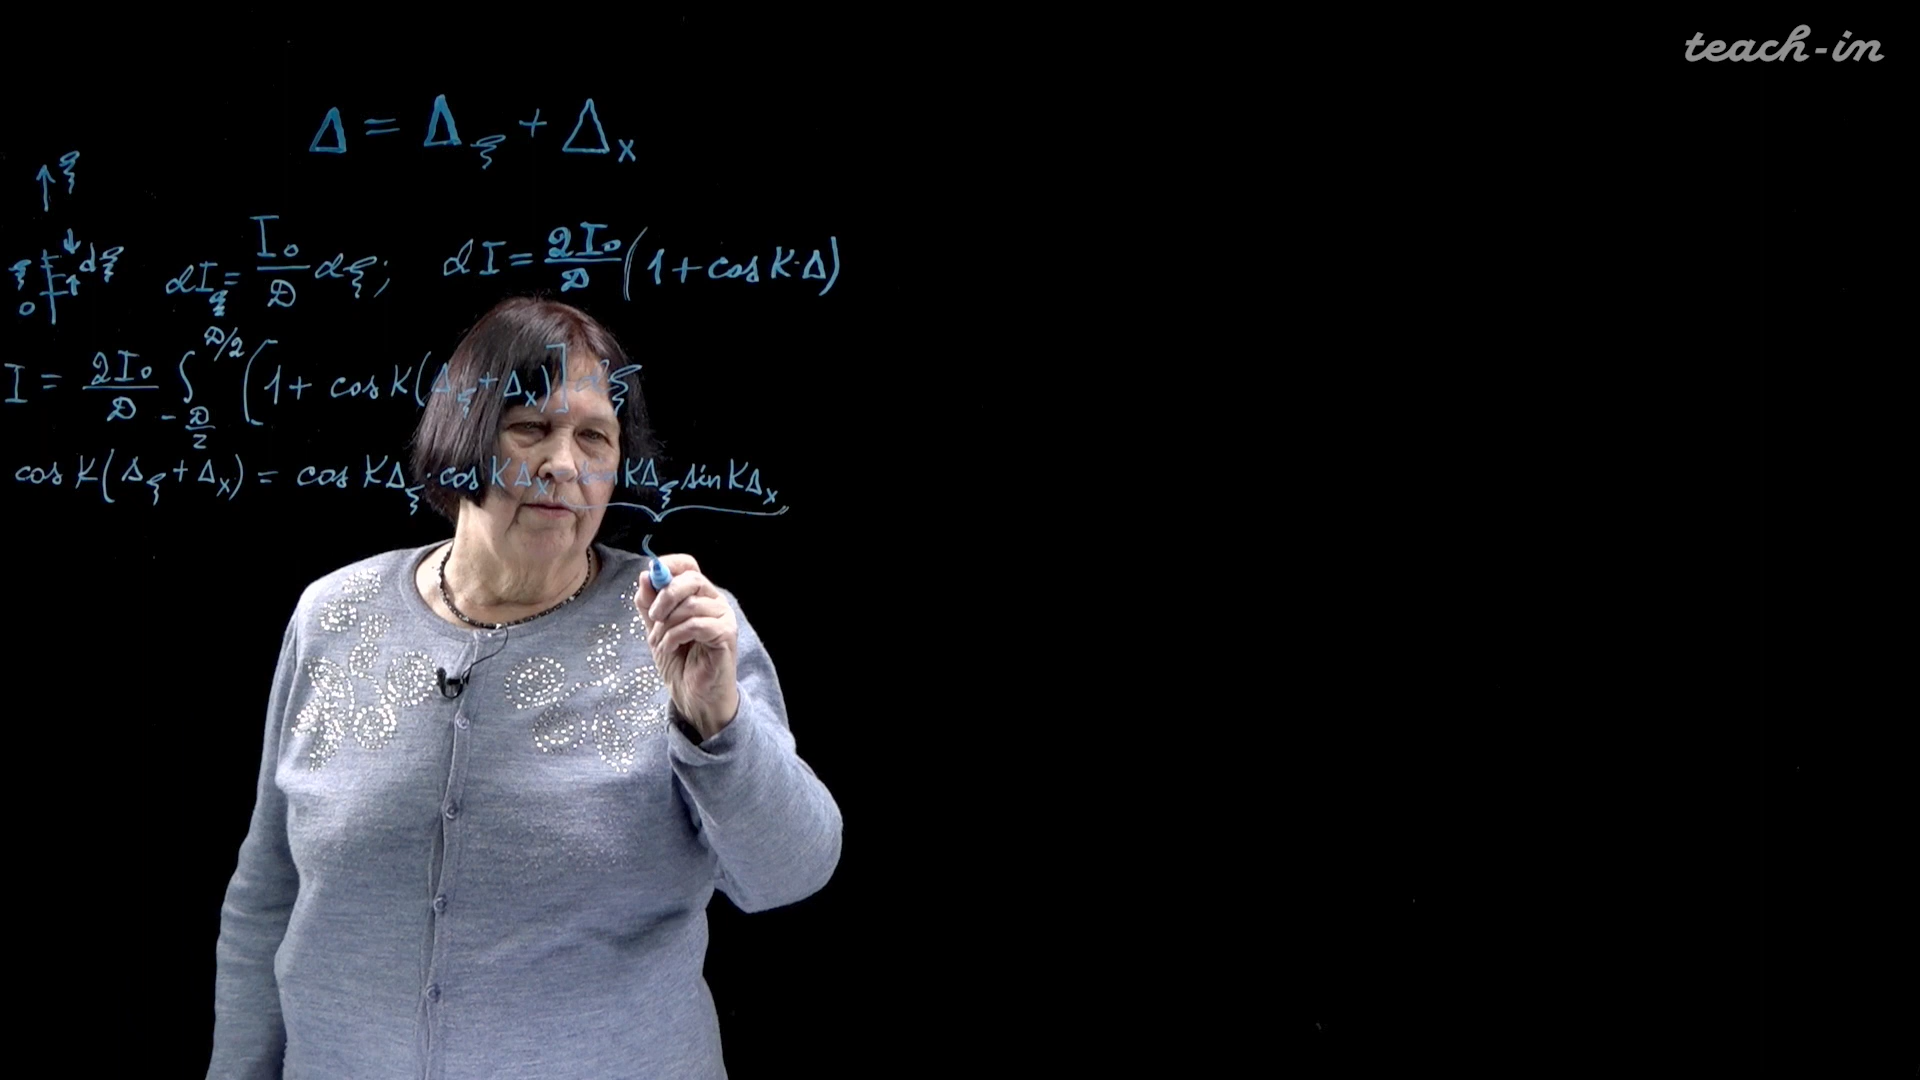 teach-in
Δ = Δ_ξ + Δ_x
↑ξ
ξ 0 ↓ ↑ dξ dI_ξ = I₀/D dξ; dI = 2I₀/D (1 + cos K·Δ)
I = 2I₀/D ∫_{-D/2}^{D/2} [1 + cos K(Δ_ξ + Δ_x)] dξ
cos K(Δ_ξ + Δ_x) = cos KΔ_ξ · cos KΔ_x - sin KΔ_ξ sin KΔ_x